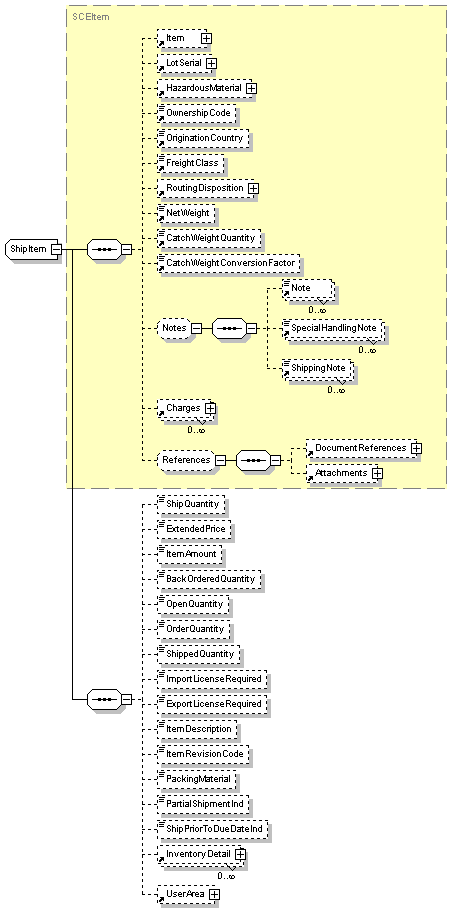 SCEItem
Item
LotSerial
HazardousMaterial
OwnershipCode
OriginationCountry
FreightClass
RoutingDisposition
NetWeight
ShipItem
CatchWeightQuantity
CatchWeightConversionFactor
Note
0..∞
Notes
SpecialHandlingNote
0..∞
ShippingNote
0..∞
Charges
0..∞
References
DocumentReferences
Attachments
ShipQuantity
ExtendedPrice
ItemAmount
BackOrderedQuantity
OpenQuantity
OrderQuantity
ShippedQuantity
ImportLicenseRequired
ExportLicenseRequired
ItemDescription
ItemRevisionCode
PackingMaterial
PartialShipmentInd
ShipPriorToDueDateInd
InventoryDetail
0..∞
UserArea